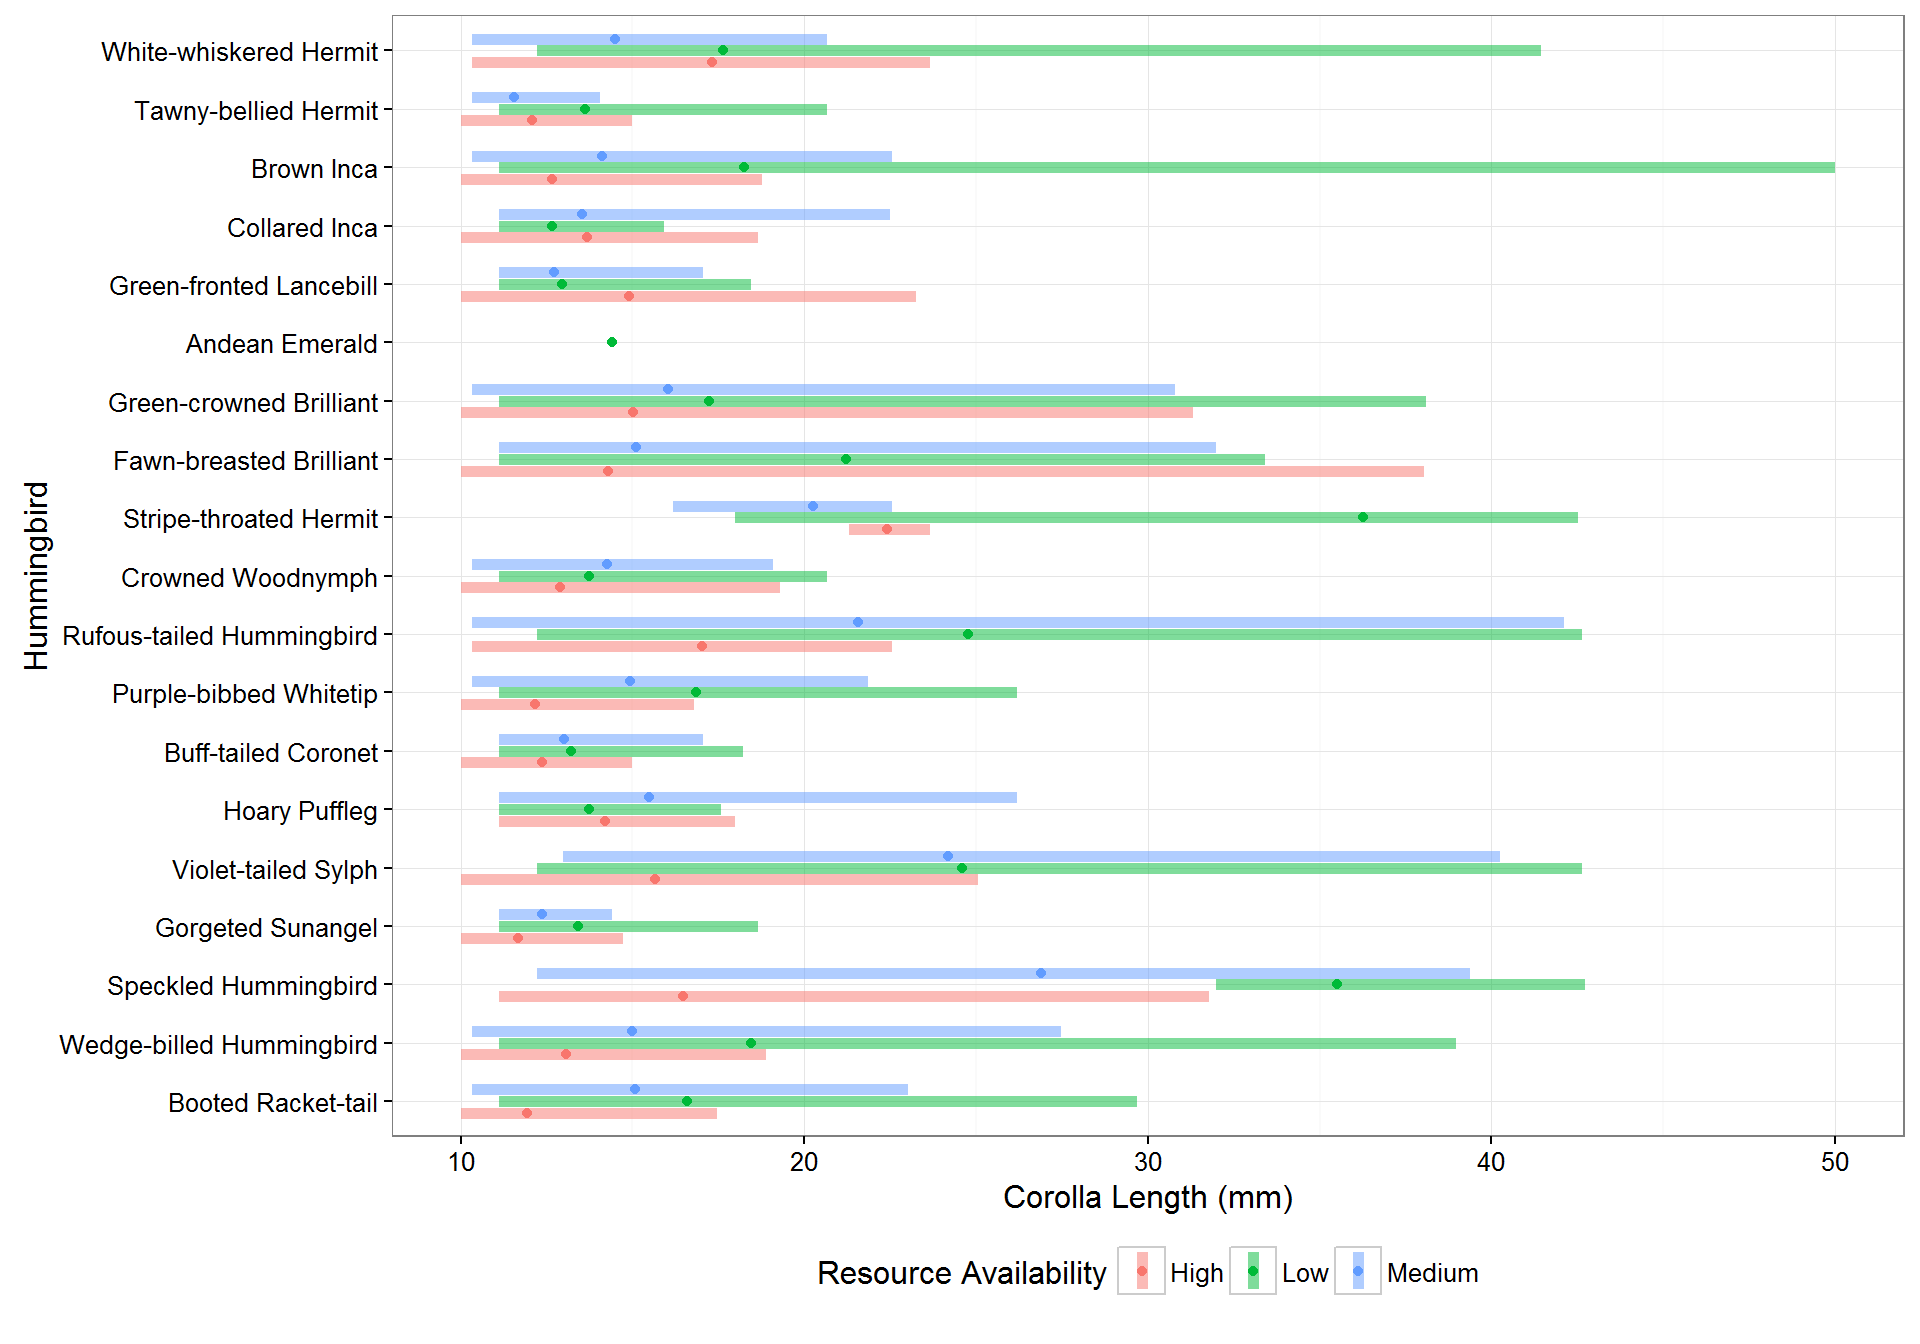 White-whiskered Hermit
Tawny-bellied Hermit
Brown Inca
Collared Inca
Green-fronted Lancebill
Andean Emerald
Green-crowned Brilliant
Fawn-breasted Brilliant
Stripe-throated Hermit
Crowned Woodnymph
Rufous-tailed Hummingbird
Purple-bibbed Whitetip
Buff-tailed Coronet
Hoary Puffleg
Violet-tailed Sylph
Gorgeted Sunangel
Speckled Hummingbird
Wedge-billed Hummingbird
Booted Racket-tail
Hummingbird
10 20 30 40 50
Corolla Length (mm)
Resource Availability High Low Medium